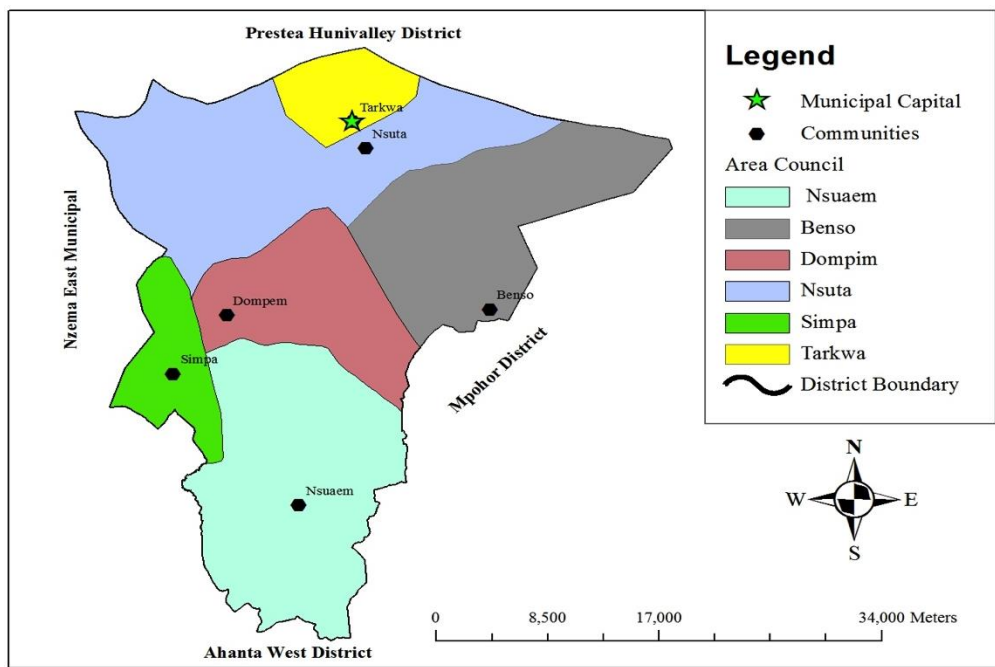 Prestea Hunivalley District
Tarkwa
Nsuta
Nzema East Municipal
Dompem
Benso
Simpa
Mpohor District
Nsuaem
Ahanta West District
Legend
Municipal Capital
Communities
Area Council
Nsuaem
Benso
Dompim
Nsuta
Simpa
Tarkwa
District Boundary
N
W E
S
0 8,500 17,000 34,000 Meters